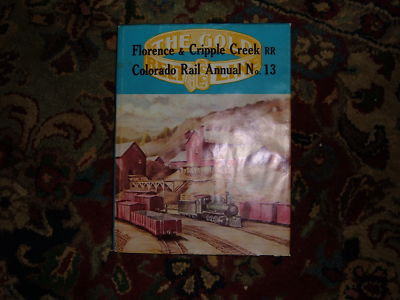 THE GOLD
Florence & Cripple Creek RR
Colorado Rail Annual No. 13